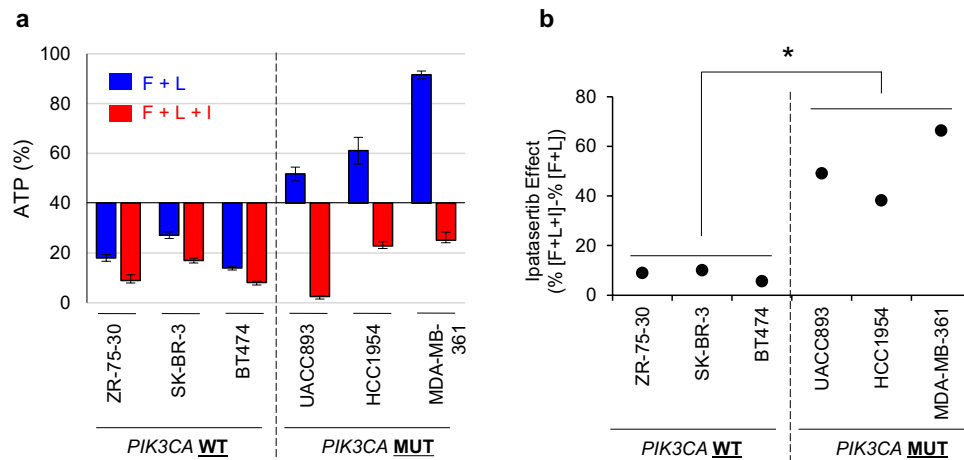 a
100
80
60
40
20
0
ATP (%)
F + L
F + L + I
ZR-75-30
SK-BR-3
BT474
UACC893
HCC1954
MDA-MB-
361
PIK3CA WT
PIK3CA MUT
b
*
80
60
40
20
0
Ipatasertib Effect
(% [F+L+I]-% [F+L])
ZR-75-30
SK-BR-3
BT474
UACC893
HCC1954
MDA-MB-361
PIK3CA WT
PIK3CA MUT